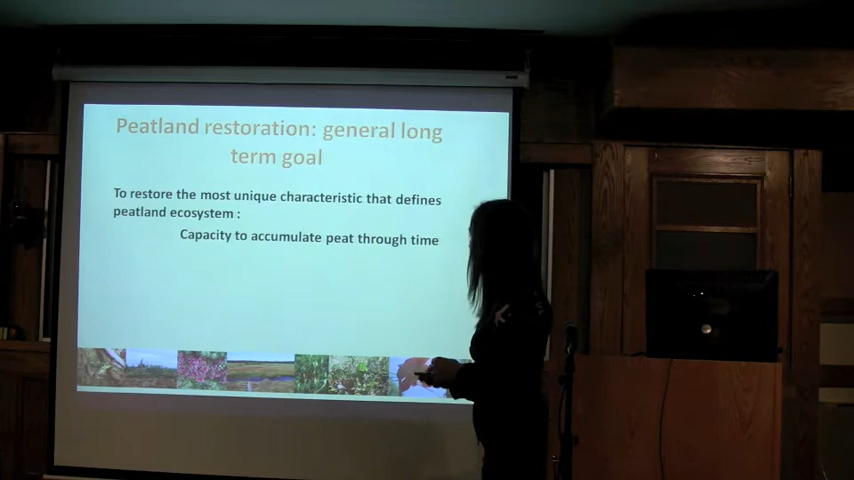 Peatland restoration: general long
term goal
To restore the most unique characteristic that defines
peatland ecosystem :
Capacity to accumulate peat through time